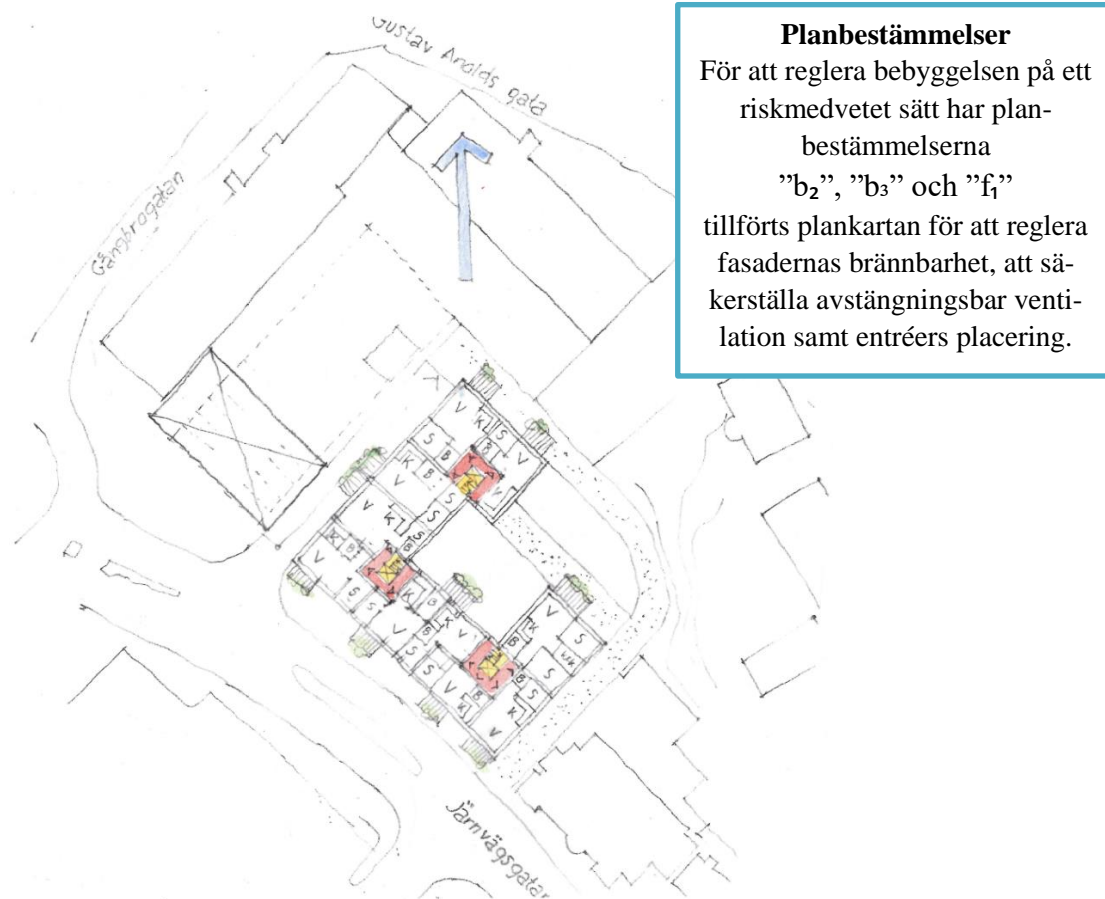 Gustav Anolds gata
Gångbrogatan
Järnvägsgatan
Planbestämmelser
För att reglera bebyggelsen på ett
riskmedvetet sätt har plan-
bestämmelserna
”b₂”, ”b₃” och ”f₁”
tillförts plankartan för att reglera
fasadernas brännbarhet, att sä-
kerställa avstängningsbar venti-
lation samt entréers placering.
V K S
S B B V
K B
V S
V K S S
K B B
V
S S K B
V B K V
S S V K
V K S
B S
B S
K V